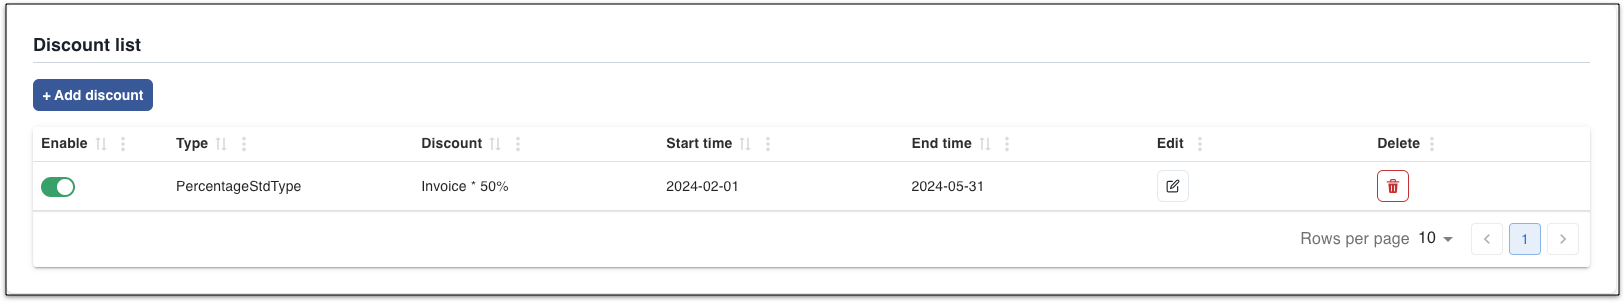 Discount list
+ Add discount
Enable Type Discount Start time End time Edit Delete
PercentageStdType Invoice * 50% 2024-02-01 2024-05-31
Rows per page 10 1